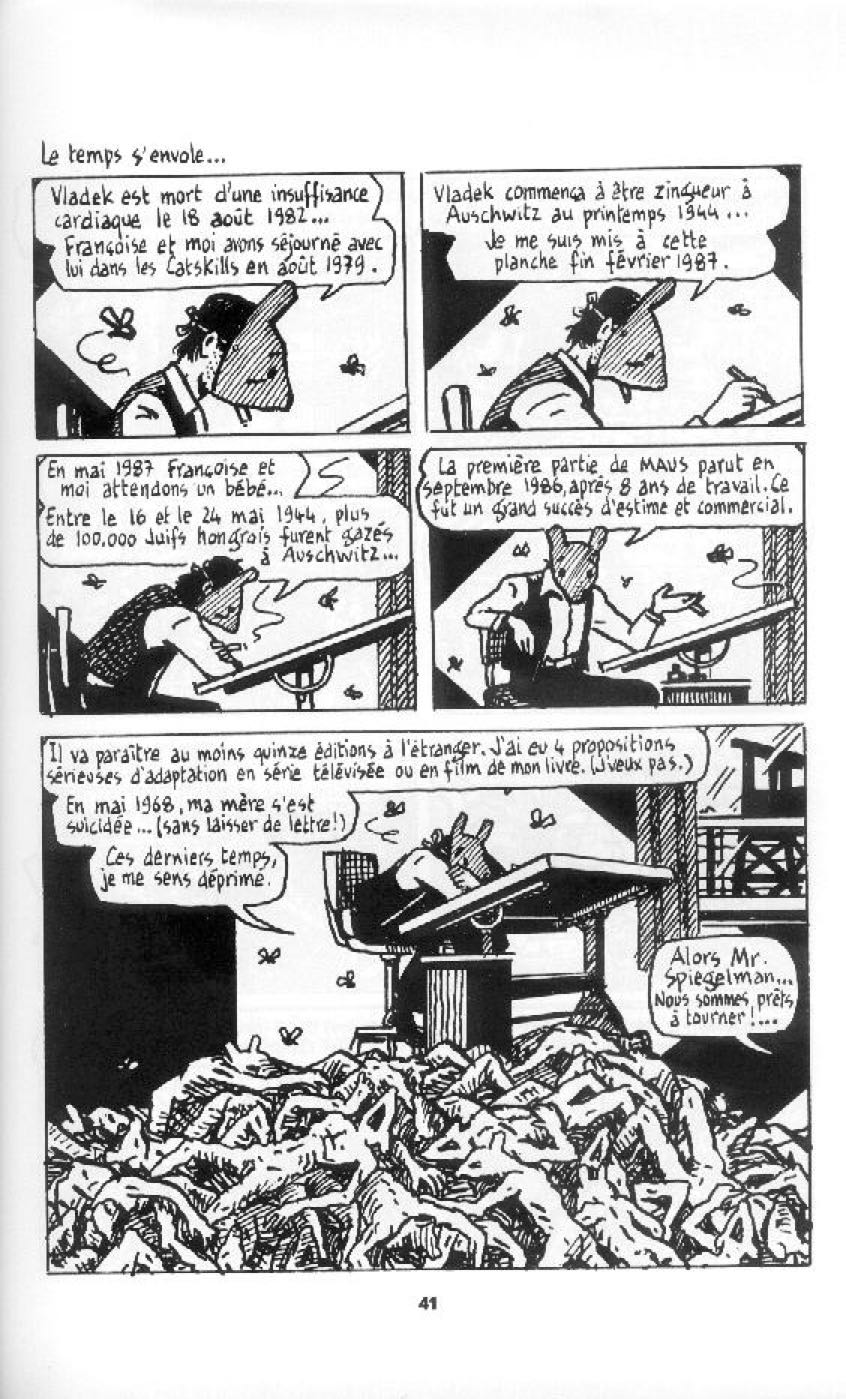 Le temps s'envole...
Vladek est mort d'une insuffisance
cardiaque le 18 août 1982...
Françoise et moi avons séjourné avec
lui dans les Catskills en août 1979.
Vladek commença à être zingueur à
Auschwitz au printemps 1944...
Je me suis mis à cette
planche fin février 1987.
En mai 1987 Françoise et
moi attendons un bébé...
Entre le 16 et le 24 mai 1944, plus
de 100.000 Juifs hongrois furent gazés
à Auschwitz...
La première partie de MAUS parut en
septembre 1986, après 8 ans de travail. Ce
fut un grand succès d'estime et commercial.
Il va paraître au moins quinze éditions à l'étranger. J'ai eu 4 propositions
sérieuses d'adaptation en série télévisée ou en film de mon livre. (J'veux pas.)
En mai 1968, ma mère s'est
suicidée... (sans laisser de lettre!)
Ces derniers temps,
je me sens déprimé.
Alors Mr.
Spiegelman...
Nous sommes prêts
à tourner!...
41